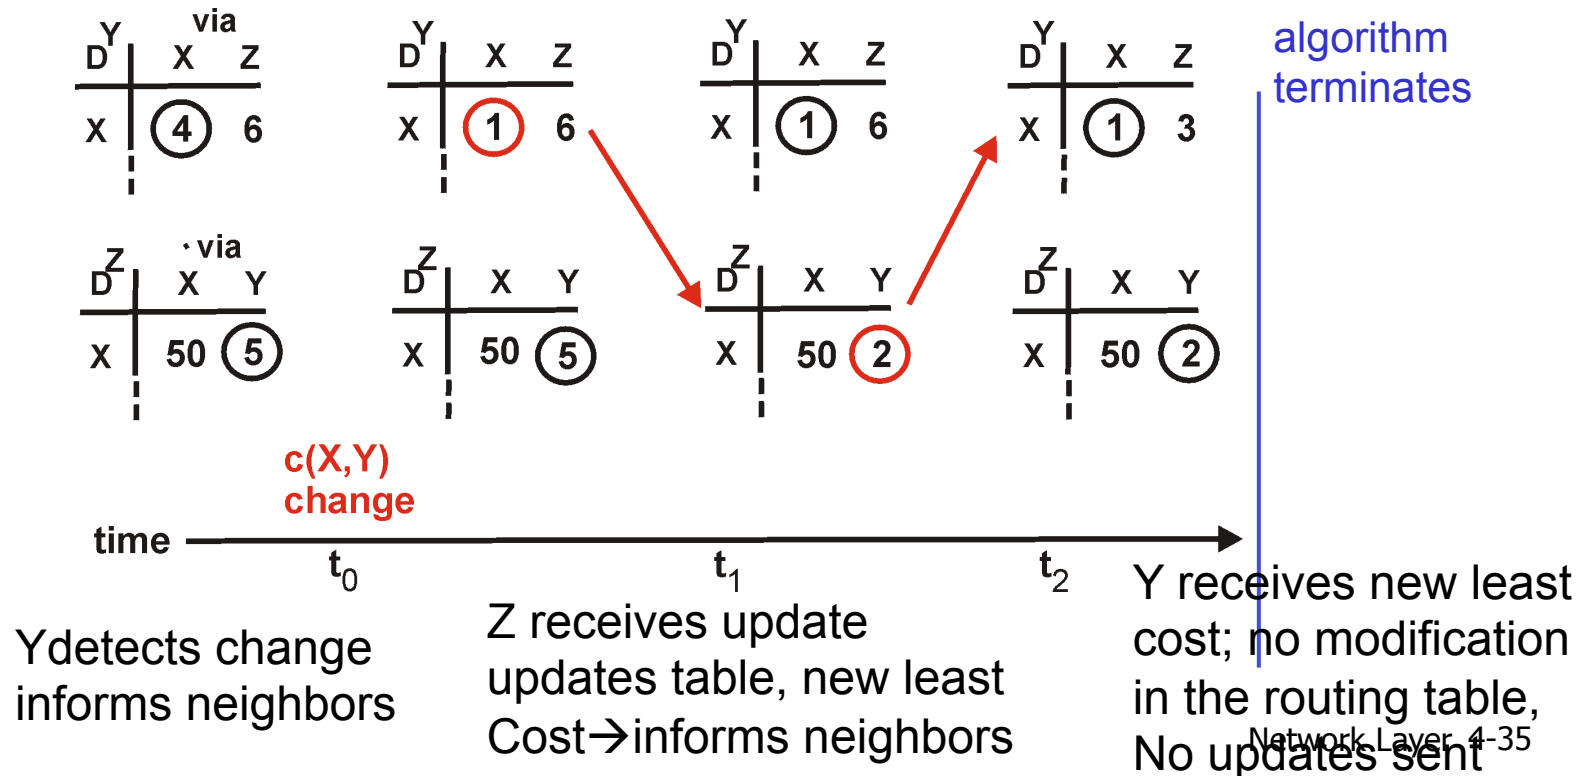 via
D Y X Z
X 4 6
D Y X Z
X 1 6
D Y X Z
X 1 6
D Y X Z
X 1 3
algorithm
terminates
via
D Z X Y
X 50 5
D Z X Y
X 50 5
D Z X Y
X 50 2
D Z X Y
X 50 2
c(X,Y)
change
time
t0
t1
t2
Ydetects change
informs neighbors
Z receives update
updates table, new least
Cost→informs neighbors
Y receives new least
cost; no modification
in the routing table,
No updates sent
Network Layer 4-35